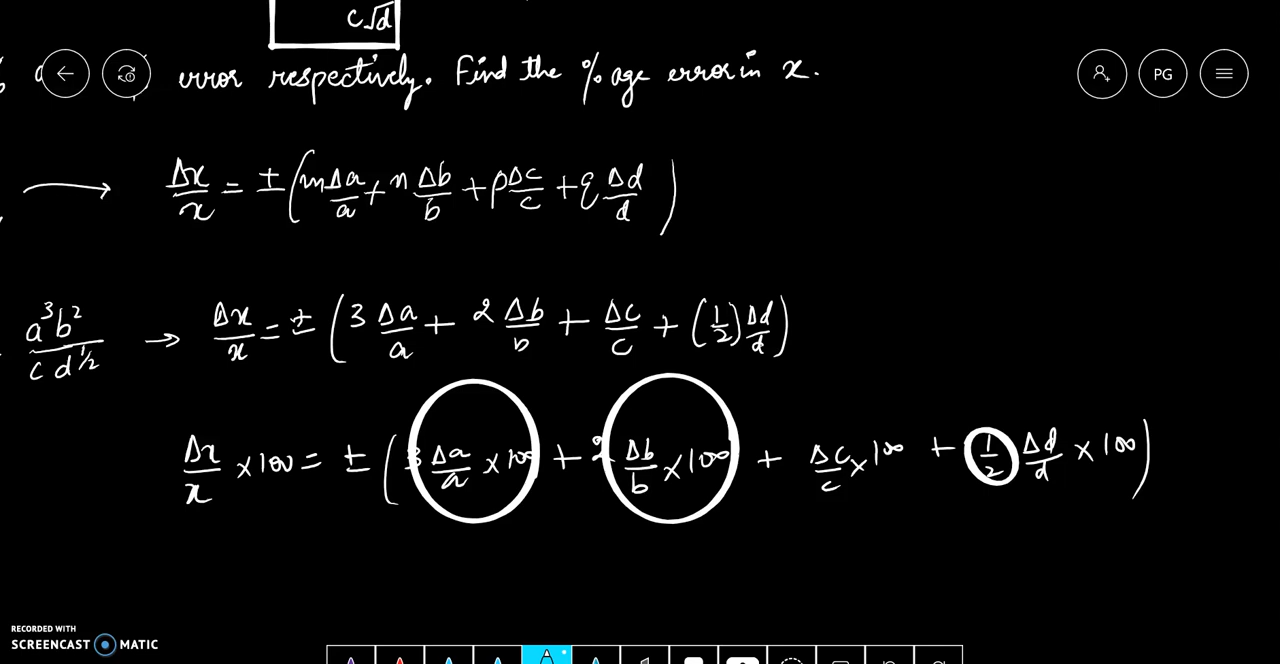 c√d
error respectively. Find the %age error in x.
Δx/x = ± (m Δa/a + n Δb/b + p Δc/c + q Δd/d)
a³b²/c d^½ → Δx/x = ± (3 Δa/a + 2 Δb/b + Δc/c + (1/2) Δd/d)
Δx/x × 100 = ± (3 Δa/a × 100 + 2 Δb/b × 100 + Δc/c × 100 + 1/2 Δd/d × 100)
PG
RECORDED WITH
SCREENCAST MATIC